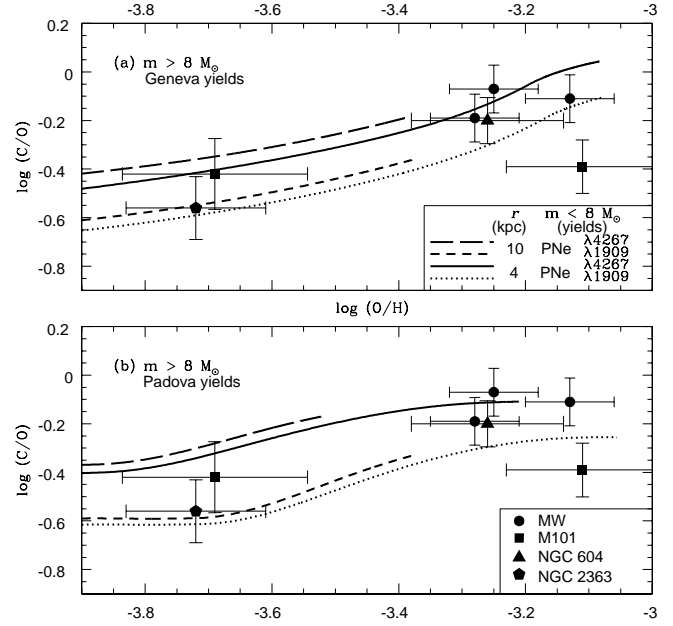 -3.8 -3.6 -3.4 -3.2 -3
0.2
0
-0.2
-0.4
-0.6
-0.8
log (C/O)
(a) m > 8 M⊙
Geneva yields
r m < 8 M⊙
(kpc) (yields)
10 PNe λ4267
λ1909
4 PNe λ4267
λ1909
log (O/H)
0.2
0
-0.2
-0.4
-0.6
-0.8
log (C/O)
(b) m > 8 M⊙
Padova yields
MW
M101
NGC 604
NGC 2363
-3.8 -3.6 -3.4 -3.2 -3